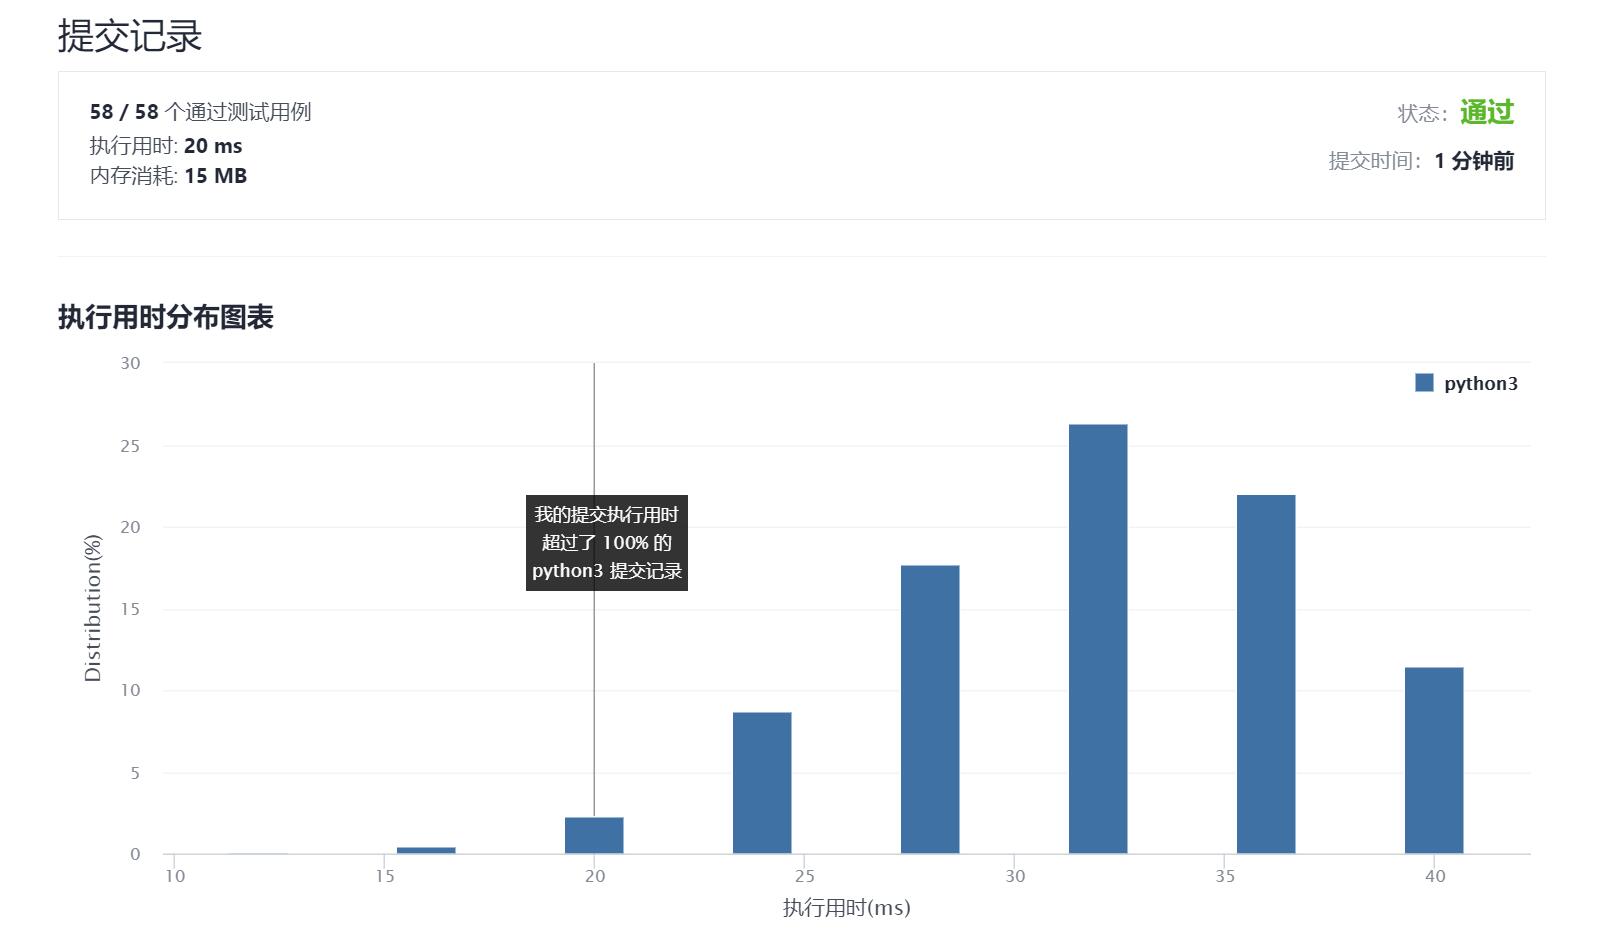 提交记录
58 / 58 个通过测试用例
状态：通过
执行用时: 20 ms
提交时间：1 分钟前
内存消耗: 15 MB
执行用时分布图表
python3
30
25
20
15
10
5
0
Distribution(%)
我的提交执行用时
超过了 100% 的
python3 提交记录
10 15 20 25 30 35 40
执行用时(ms)